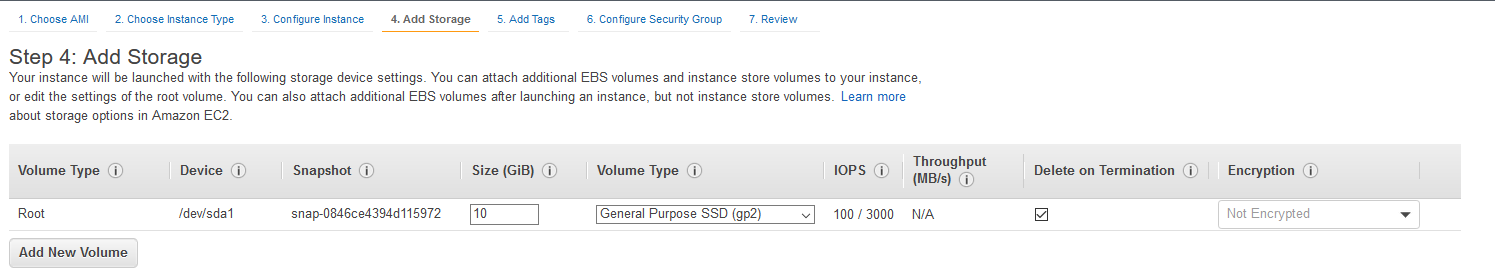 1. Choose AMI 2. Choose Instance Type 3. Configure Instance 4. Add Storage 5. Add Tags 6. Configure Security Group 7. Review
Step 4: Add Storage
Your instance will be launched with the following storage device settings. You can attach additional EBS volumes and instance store volumes to your instance,
or edit the settings of the root volume. You can also attach additional EBS volumes after launching an instance, but not instance store volumes. Learn more
about storage options in Amazon EC2.
Volume Type i Device i Snapshot i Size (GiB) i Volume Type i IOPS i Throughput (MB/s) i Delete on Termination i Encryption i
Root /dev/sda1 snap-0846ce4394d115972 10 General Purpose SSD (gp2) 100 / 3000 N/A Not Encrypted
Add New Volume